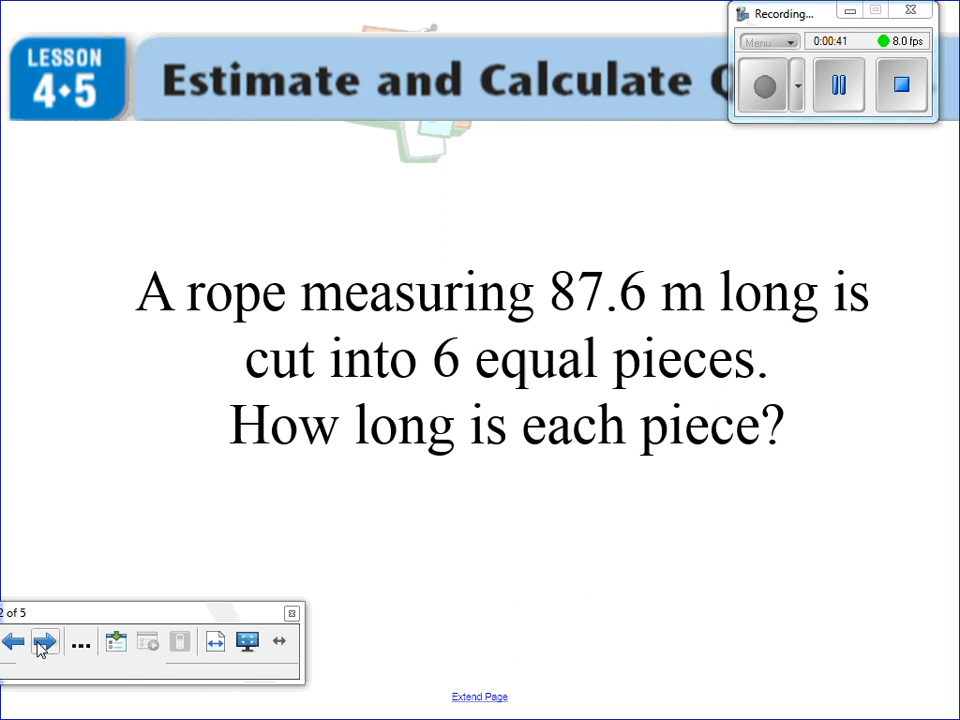 Recording...
Menu
0:00:41
8.0 fps
LESSON
4•5
Estimate and Calculate
A rope measuring 87.6 m long is
cut into 6 equal pieces.
How long is each piece?
2 of 5
Extend Page